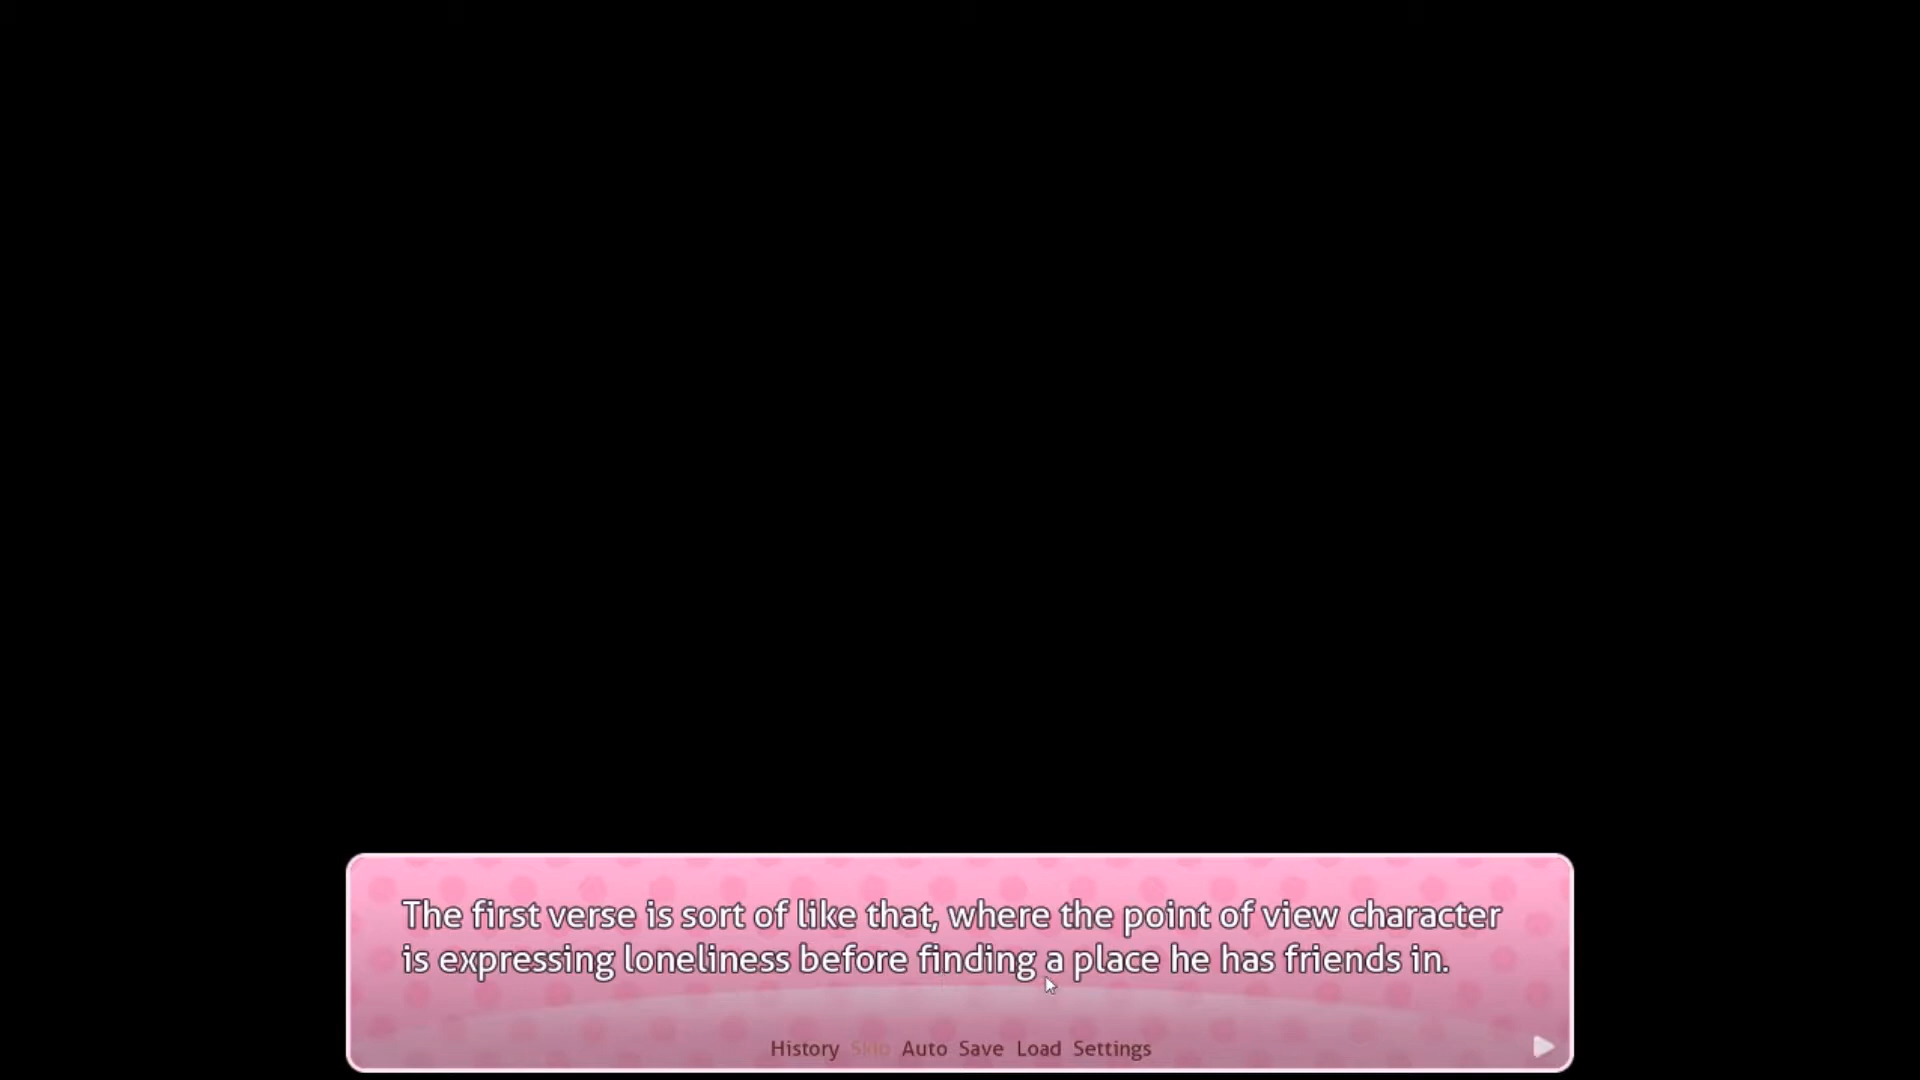 The first verse is sort of like that, where the point of view character
is expressing loneliness before finding a place he has friends in.
History Skip Auto Save Load Settings